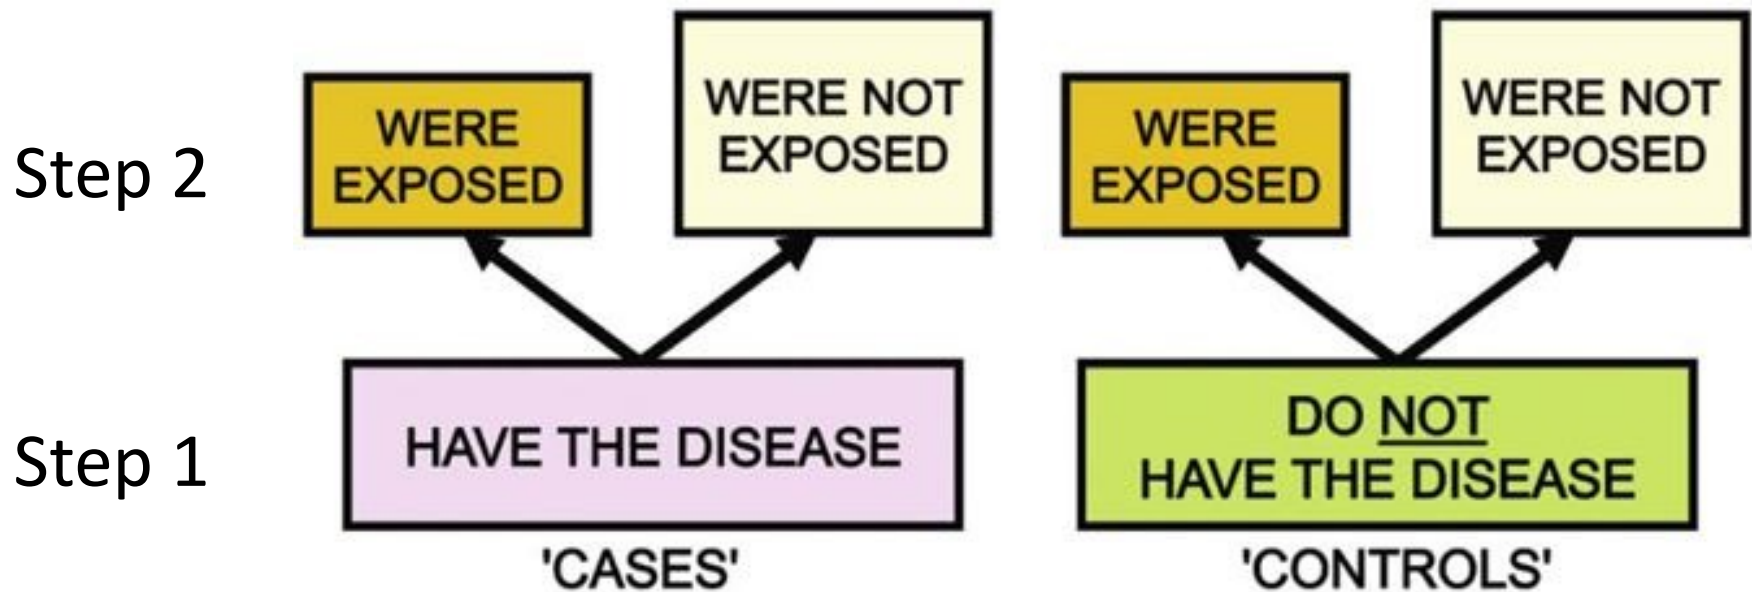 Step 2
WERE
EXPOSED
WERE NOT
EXPOSED
WERE
EXPOSED
WERE NOT
EXPOSED
Step 1
HAVE THE DISEASE
'CASES'
DO NOT
HAVE THE DISEASE
'CONTROLS'